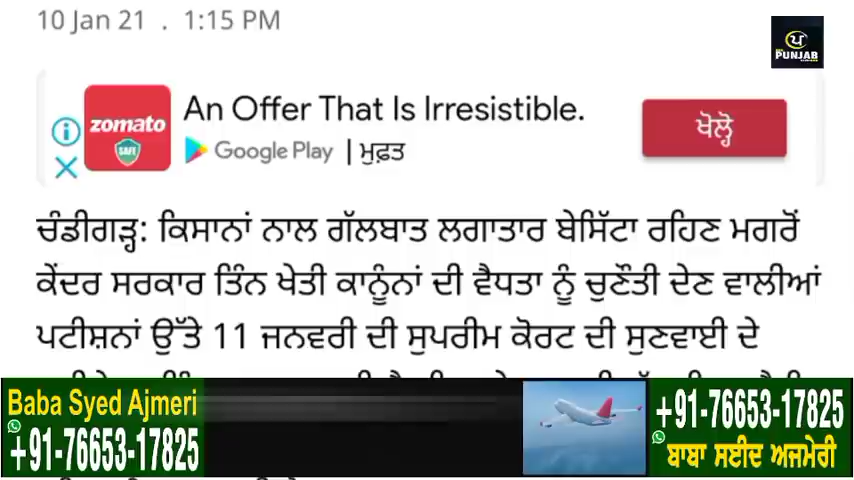 10 Jan 21 . 1:15 PM
ਪ
PUNJAB
zomato
SAFE
An Offer That Is Irresistible.
Google Play | ਮੁਫ਼ਤ
ਖੋਲ੍ਹੋ
ਚੰਡੀਗੜ੍ਹ: ਕਿਸਾਨਾਂ ਨਾਲ ਗੱਲਬਾਤ ਲਗਾਤਾਰ ਬੇਸਿੱਟਾ ਰਹਿਣ ਮਗਰੋਂ
ਕੇਂਦਰ ਸਰਕਾਰ ਤਿੰਨ ਖੇਤੀ ਕਾਨੂੰਨਾਂ ਦੀ ਵੈਧਤਾ ਨੂੰ ਚੁਣੌਤੀ ਦੇਣ ਵਾਲੀਆਂ
ਪਟੀਸ਼ਨਾਂ ਉੱਤੇ 11 ਜਨਵਰੀ ਦੀ ਸੁਪਰੀਮ ਕੋਰਟ ਦੀ ਸੁਣਵਾਈ ਦੇ
Baba Syed Ajmeri
+91-76653-17825
+91-76653-17825
ਬਾਬਾ ਸਈਦ ਅਜਮੇਰੀ